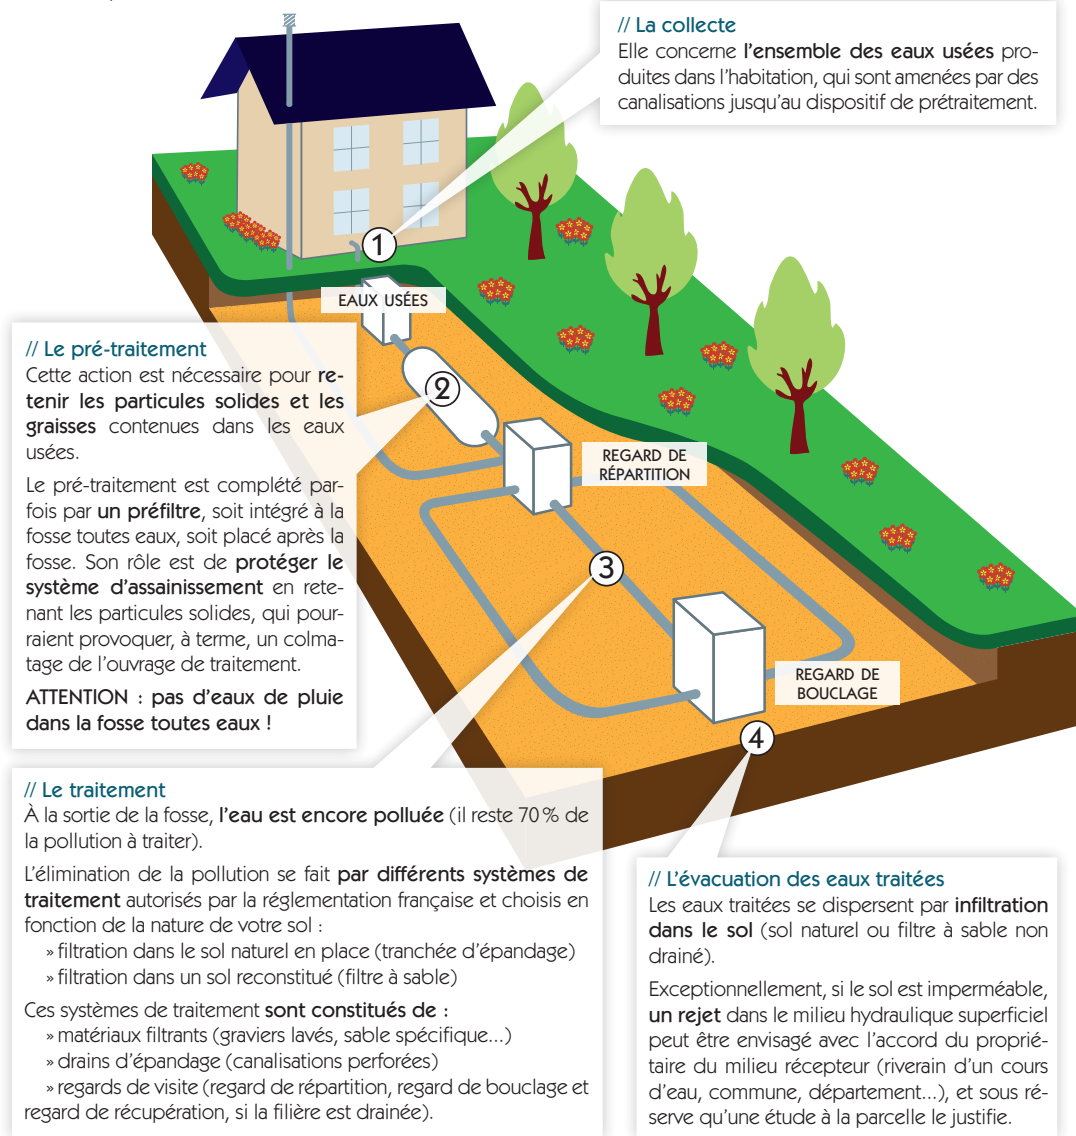 // La collecte
Elle concerne l'ensemble des eaux usées pro-
duites dans l'habitation, qui sont amenées par des
canalisations jusqu'au dispositif de prétraitement.
1
EAUX USÉES
// Le pré-traitement
Cette action est nécessaire pour re-
tenir les particules solides et les
graisses contenues dans les eaux
usées.
Le pré-traitement est complété par-
fois par un préfiltre, soit intégré à la
fosse toutes eaux, soit placé après la
fosse. Son rôle est de protéger le
système d'assainissement en rete-
nant les particules solides, qui pour-
raient provoquer, à terme, un colma-
tage de l'ouvrage de traitement.
ATTENTION : pas d'eaux de pluie
dans la fosse toutes eaux !
2
REGARD DE
RÉPARTITION
3
REGARD DE
BOUCLAGE
4
// Le traitement
À la sortie de la fosse, l'eau est encore polluée (il reste 70 % de
la pollution à traiter).
L'élimination de la pollution se fait par différents systèmes de
traitement autorisés par la réglementation française et choisis en
fonction de la nature de votre sol :
» filtration dans le sol naturel en place (tranchée d'épandage)
» filtration dans un sol reconstitué (filtre à sable)
Ces systèmes de traitement sont constitués de :
» matériaux filtrants (graviers lavés, sable spécifique...)
» drains d'épandage (canalisations perforées)
» regards de visite (regard de répartition, regard de bouclage et
regard de récupération, si la filière est drainée).
// L'évacuation des eaux traitées
Les eaux traitées se dispersent par infiltration
dans le sol (sol naturel ou filtre à sable non
drainé).
Exceptionnellement, si le sol est imperméable,
un rejet dans le milieu hydraulique superficiel
peut être envisagé avec l'accord du proprié-
taire du milieu récepteur (riverain d'un cours
d'eau, commune, département...), et sous ré-
serve qu'une étude à la parcelle le justifie.